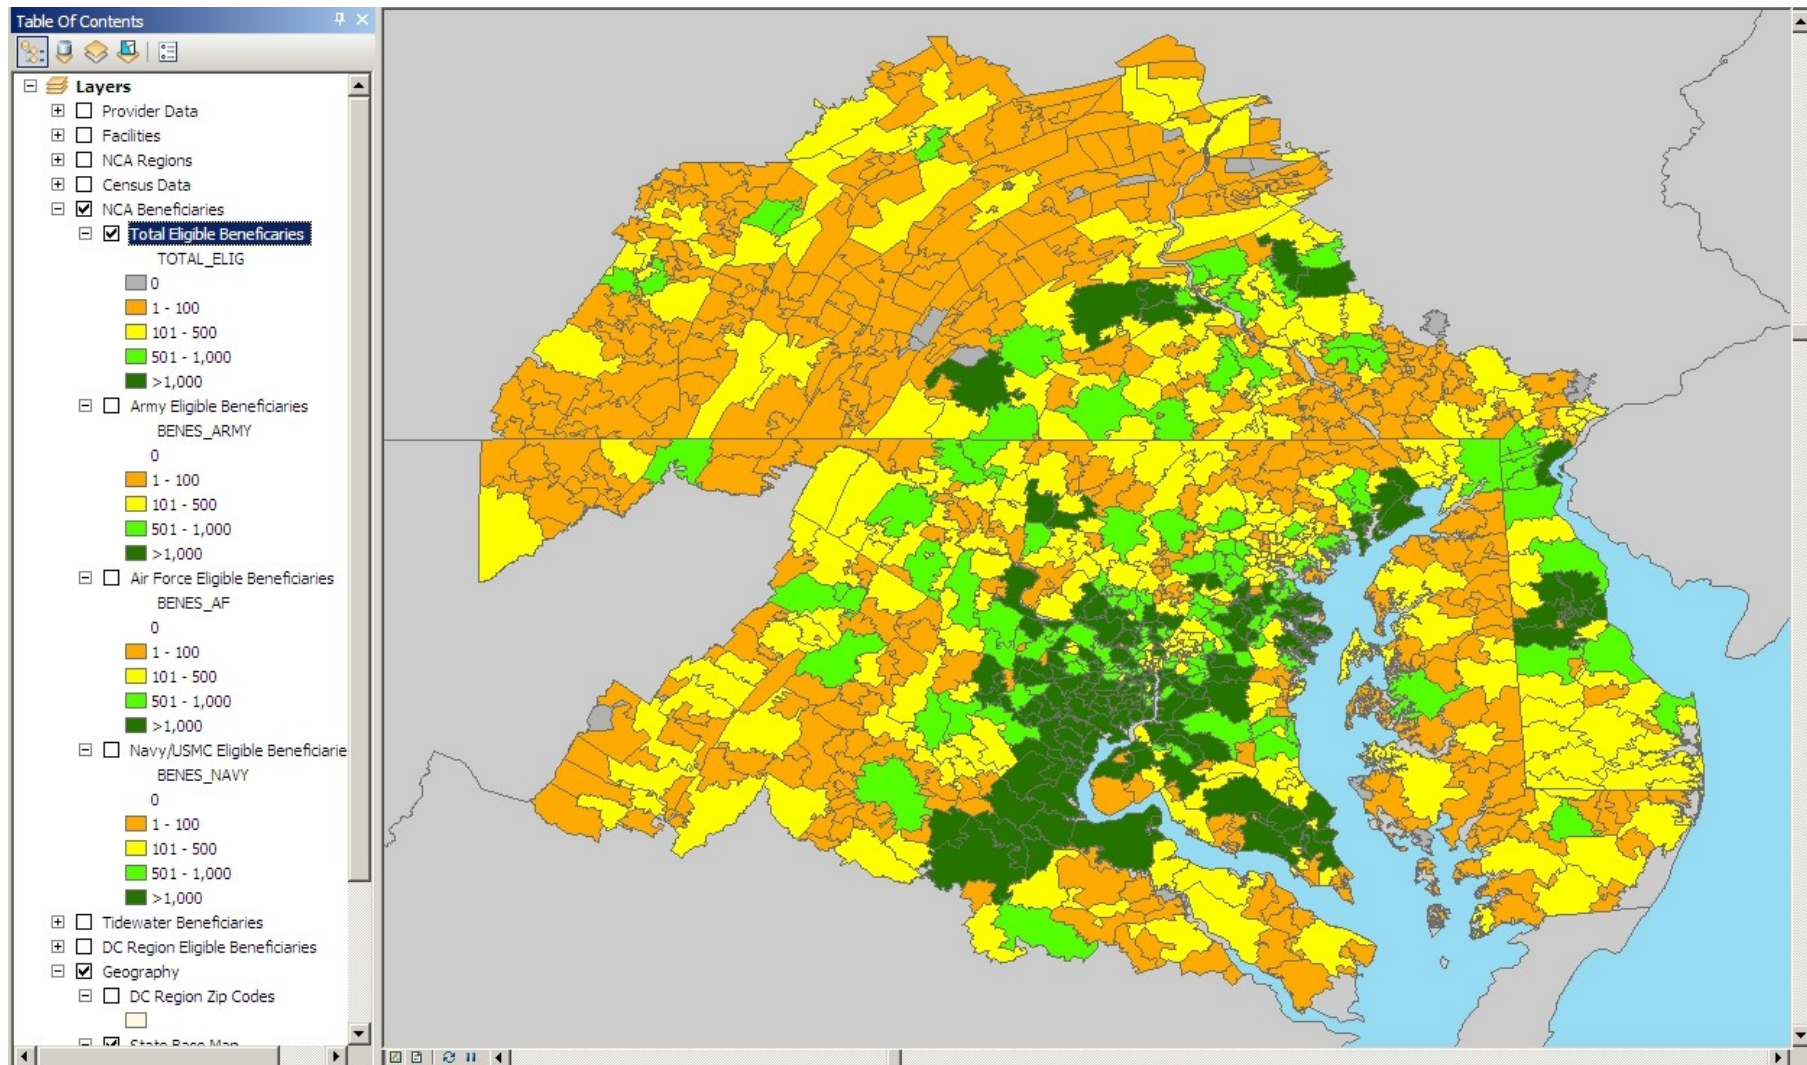 Table Of Contents
Layers
Provider Data
Facilities
NCA Regions
Census Data
NCA Beneficiaries
Total Eligible Beneficaries
TOTAL_ELIG
0
1 - 100
101 - 500
501 - 1,000
>1,000
Army Eligible Beneficiaries
BENES_ARMY
0
1 - 100
101 - 500
501 - 1,000
>1,000
Air Force Eligible Beneficiaries
BENES_AF
0
1 - 100
101 - 500
501 - 1,000
>1,000
Navy/USMC Eligible Beneficiarie
BENES_NAVY
0
1 - 100
101 - 500
501 - 1,000
>1,000
Tidewater Beneficiaries
DC Region Eligible Beneficiaries
Geography
DC Region Zip Codes
State Base Map